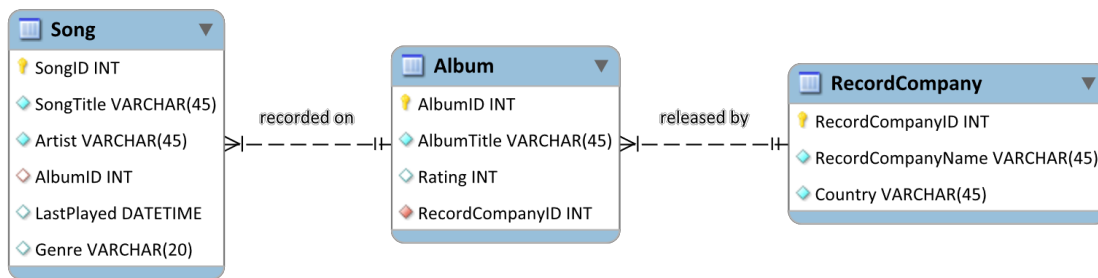 Song
SongID INT
SongTitle VARCHAR(45)
Artist VARCHAR(45)
AlbumID INT
LastPlayed DATETIME
Genre VARCHAR(20)
recorded on
Album
AlbumID INT
AlbumTitle VARCHAR(45)
Rating INT
RecordCompanyID INT
released by
RecordCompany
RecordCompanyID INT
RecordCompanyName VARCHAR(45)
Country VARCHAR(45)